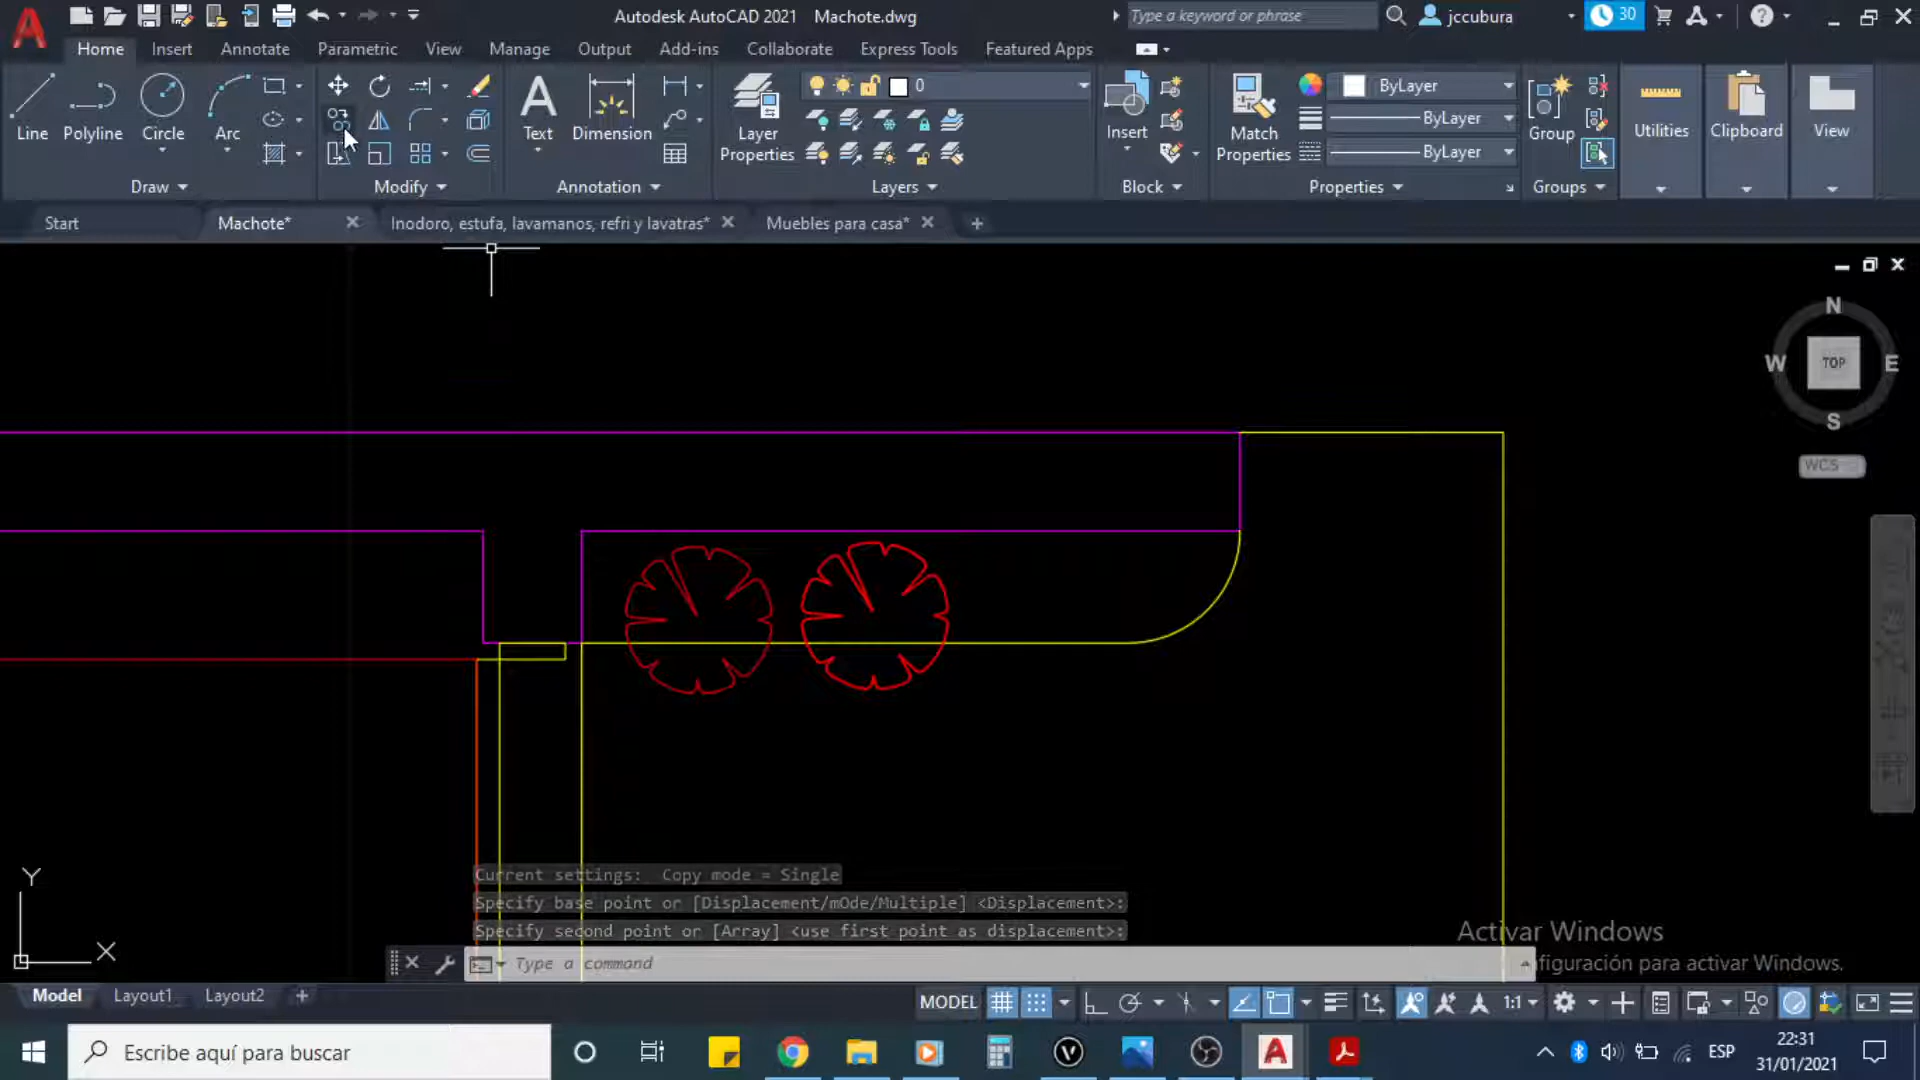 Autodesk AutoCAD 2021 Machote.dwg
Type a keyword or phrase
jccubura
30
Home Insert Annotate Parametric View Manage Output Add-ins Collaborate Express Tools Featured Apps
0
ByLayer
ByLayer
ByLayer
Line Polyline Circle Arc
Text Dimension
Layer Properties
Insert
Match Properties
Group
Utilities
Clipboard
View
Draw Modify Annotation Layers Block Properties Groups
Start Machote* Inodoro, estufa, lavamanos, refri y lavatras* Muebles para casa*
N
W TOP E
S
WCS
Y
X
Current settings: Copy mode = Single
Specify base point or [Displacement/mOde/Multiple] <Displacement>:
Specify second point or [Array] <use first point as displacement>:
Type a command
Activar Windows
nfiguración para activar Windows.
Model Layout1 Layout2
MODEL
1:1
Escribe aquí para buscar
ESP
22:31
31/01/2021